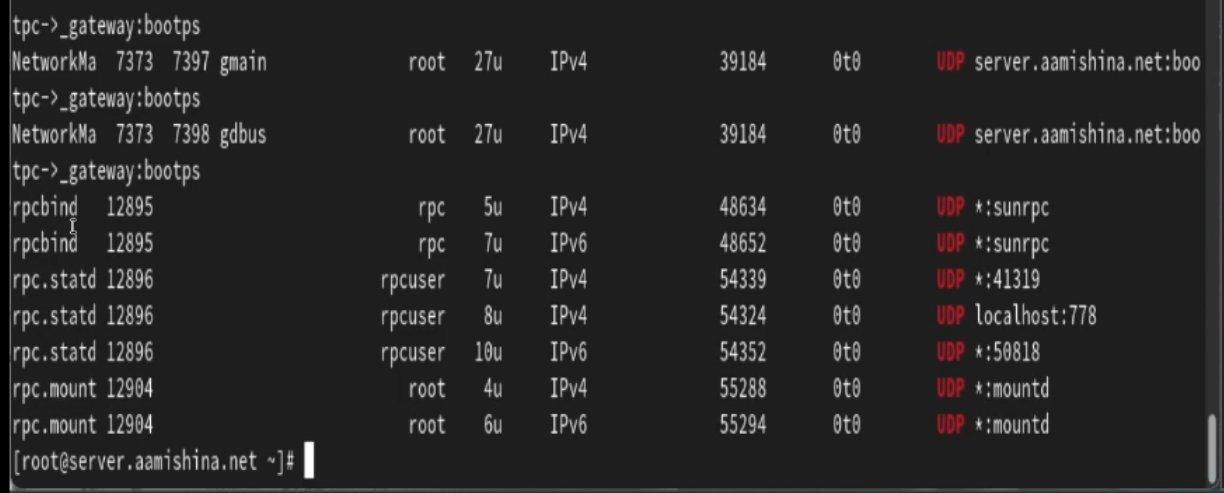 tpc->_gateway:bootps
NetworkMa 7373 7397 gmain root 27u IPv4 39184 0t0 UDP server.aamishina.net:boo
tpc->_gateway:bootps
NetworkMa 7373 7398 gdbus root 27u IPv4 39184 0t0 UDP server.aamishina.net:boo
tpc->_gateway:bootps
rpcbind 12895 rpc 5u IPv4 48634 0t0 UDP *:sunrpc
rpcbind 12895 rpc 7u IPv6 48652 0t0 UDP *:sunrpc
rpc.statd 12896 rpcuser 7u IPv4 54339 0t0 UDP *:41319
rpc.statd 12896 rpcuser 8u IPv4 54324 0t0 UDP localhost:778
rpc.statd 12896 rpcuser 10u IPv6 54352 0t0 UDP *:50818
rpc.mount 12904 root 4u IPv4 55288 0t0 UDP *:mountd
rpc.mount 12904 root 6u IPv6 55294 0t0 UDP *:mountd
[root@server.aamishina.net ~]#